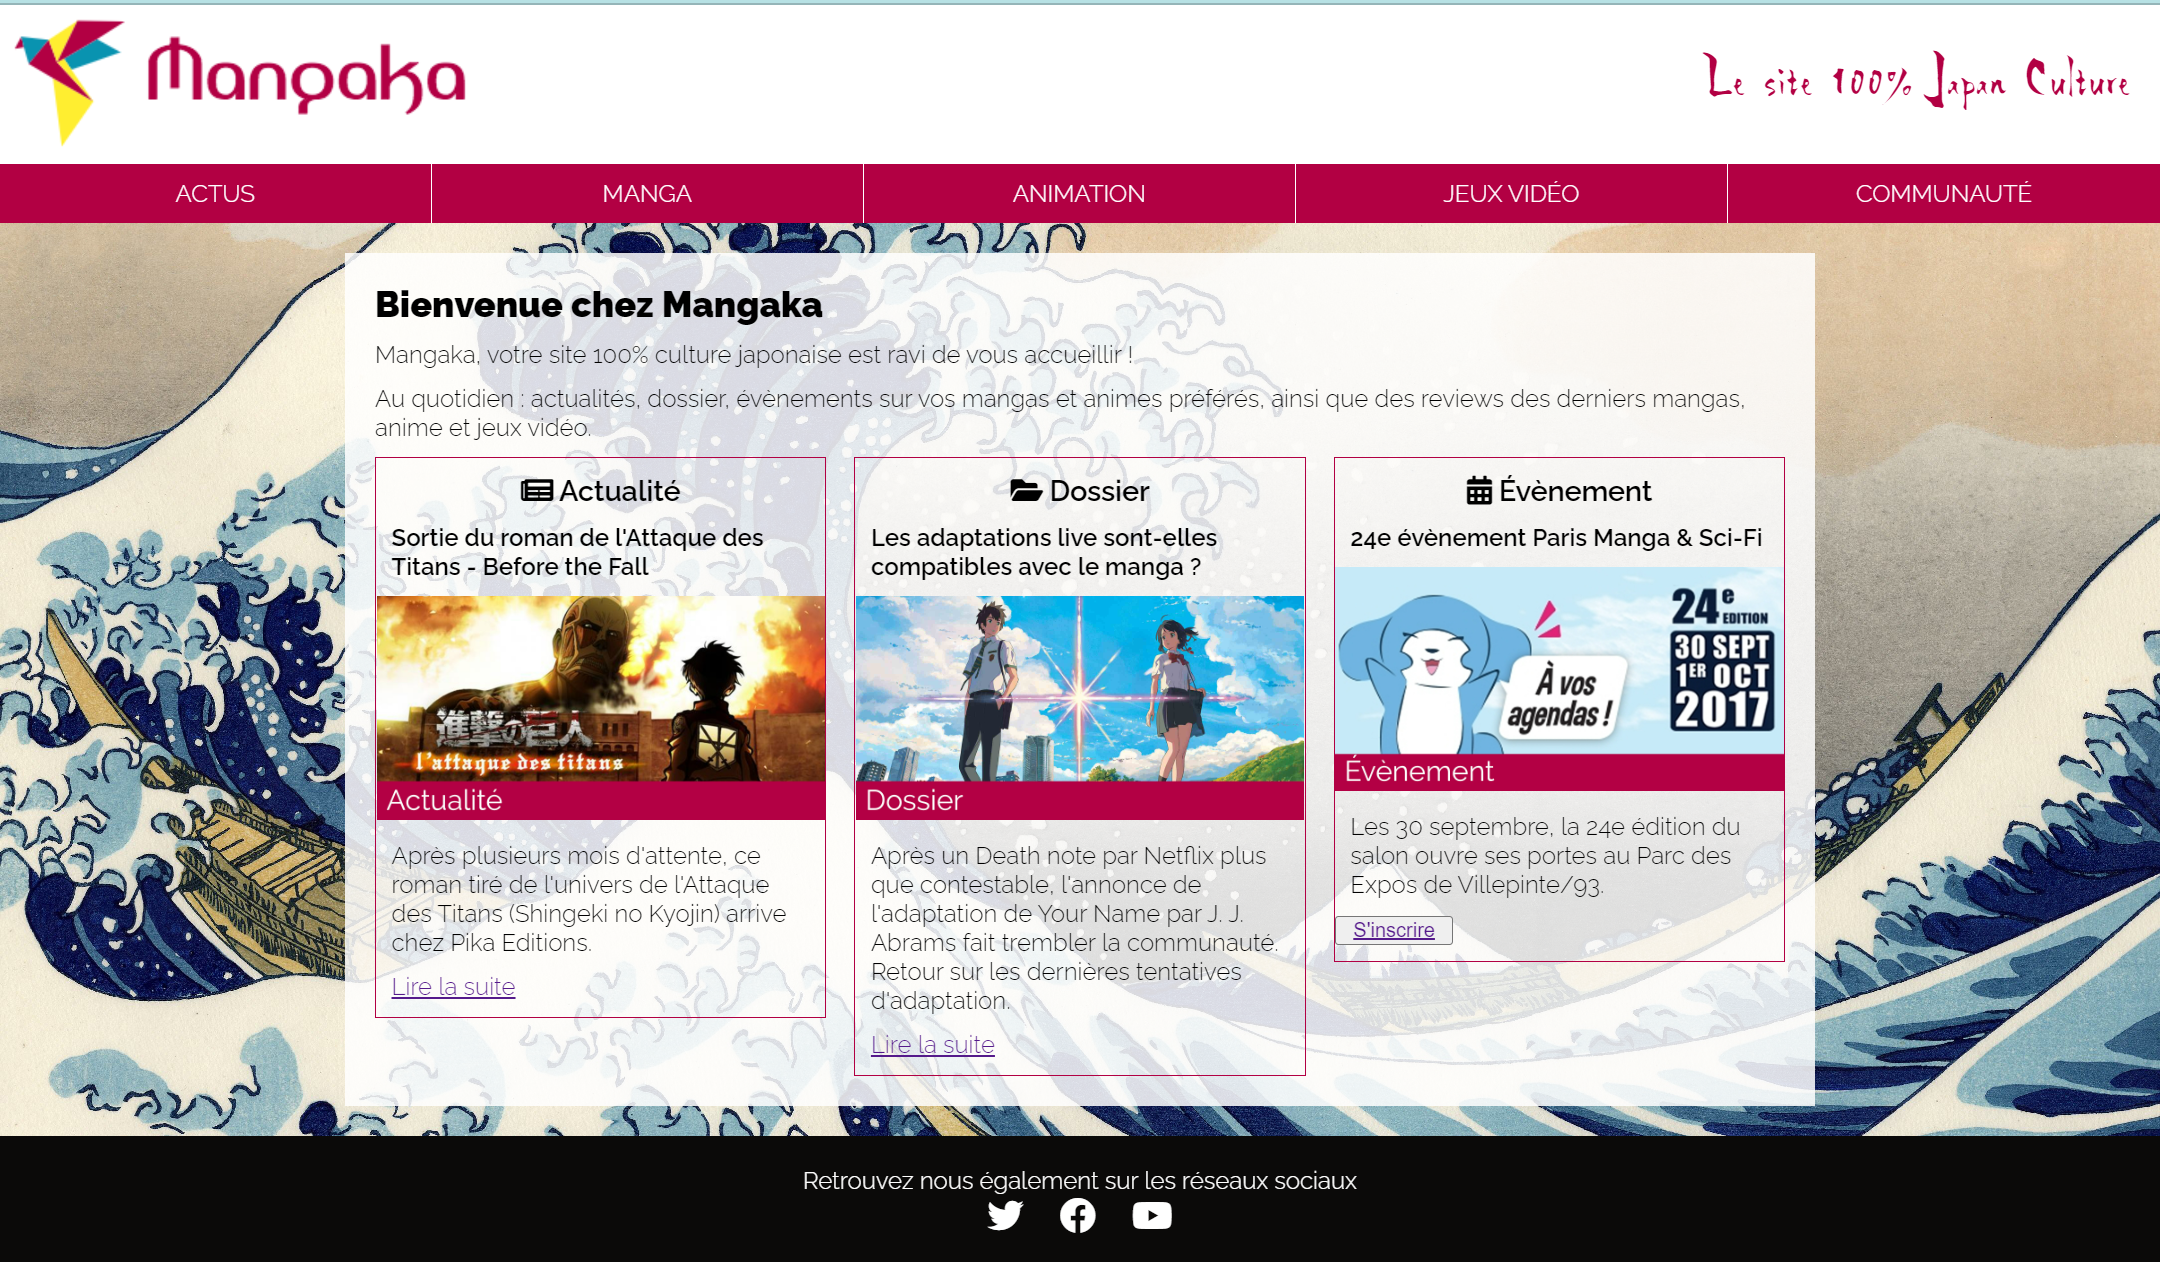 Mangaka
Le site 100% Japan Culture
ACTUS
MANGA
ANIMATION
JEUX VIDÉO
COMMUNAUTÉ
Bienvenue chez Mangaka
Mangaka, votre site 100% culture japonaise est ravi de vous accueillir !
Au quotidien : actualités, dossier, évènements sur vos mangas et animes préférés, ainsi que des reviews des derniers mangas,
anime et jeux vidéo.
Actualité
Sortie du roman de l'Attaque des
Titans - Before the Fall
進撃の巨人
l'attaque des titans
Actualité
Après plusieurs mois d'attente, ce
roman tiré de l'univers de l'Attaque
des Titans (Shingeki no Kyojin) arrive
chez Pika Editions.
Lire la suite
Dossier
Les adaptations live sont-elles
compatibles avec le manga ?
Dossier
Après un Death note par Netflix plus
que contestable, l'annonce de
l'adaptation de Your Name par J. J.
Abrams fait trembler la communauté.
Retour sur les dernières tentatives
d'adaptation.
Lire la suite
Évènement
24e évènement Paris Manga & Sci-Fi
24e EDITION
30 SEPT
1ER OCT
2017
À vos
agendas !
Évènement
Les 30 septembre, la 24e édition du
salon ouvre ses portes au Parc des
Expos de Villepinte/93.
S'inscrire
Retrouvez nous également sur les réseaux sociaux